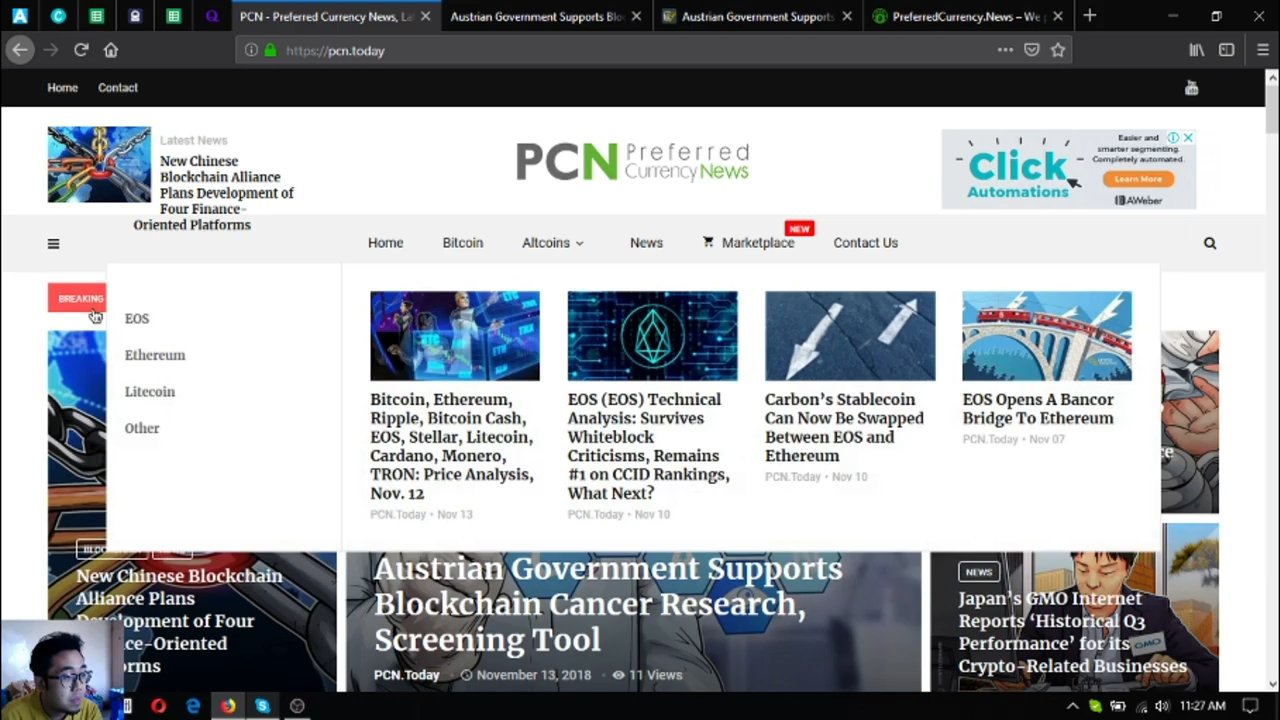 PCN - Preferred Currency News, La
Austrian Government Supports Blo
Austrian Government Supports
PreferredCurrency.News – We p
https://pcn.today
Home
Contact
Latest News
New Chinese
Blockchain Alliance
Plans Development of
Four Finance-
Oriented Platforms
PCN Preferred
Currency News
Click
Automations
Easier and
smarter segmenting.
Completely automated.
Learn More
AWeber
Home
Bitcoin
Altcoins
News
Marketplace
NEW
Contact Us
BREAKING
EOS
Ethereum
Litecoin
Other
Bitcoin, Ethereum,
Ripple, Bitcoin Cash,
EOS, Stellar, Litecoin,
Cardano, Monero,
TRON: Price Analysis,
Nov. 12
PCN.Today • Nov 13
EOS (EOS) Technical
Analysis: Survives
Whiteblock
Criticisms, Remains
#1 on CCID Rankings,
What Next?
PCN.Today • Nov 10
Carbon's Stablecoin
Can Now Be Swapped
Between EOS and
Ethereum
PCN.Today • Nov 10
EOS Opens A Bancor
Bridge To Ethereum
PCN.Today • Nov 07
New Chinese Blockchain
Alliance Plans
Development of Four
ce-Oriented
orms
Austrian Government Supports
Blockchain Cancer Research,
Screening Tool
PCN.Today
November 13, 2018
11 Views
NEWS
Japan's GMO Internet
Reports 'Historical Q3
Performance' for its
Crypto-Related Businesses
GMO
11:27 AM